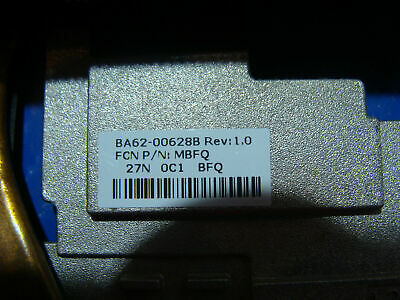 BA62-00628B Rev:1.0
FCN P/N: MBFQ
27N 0C1 BFQ